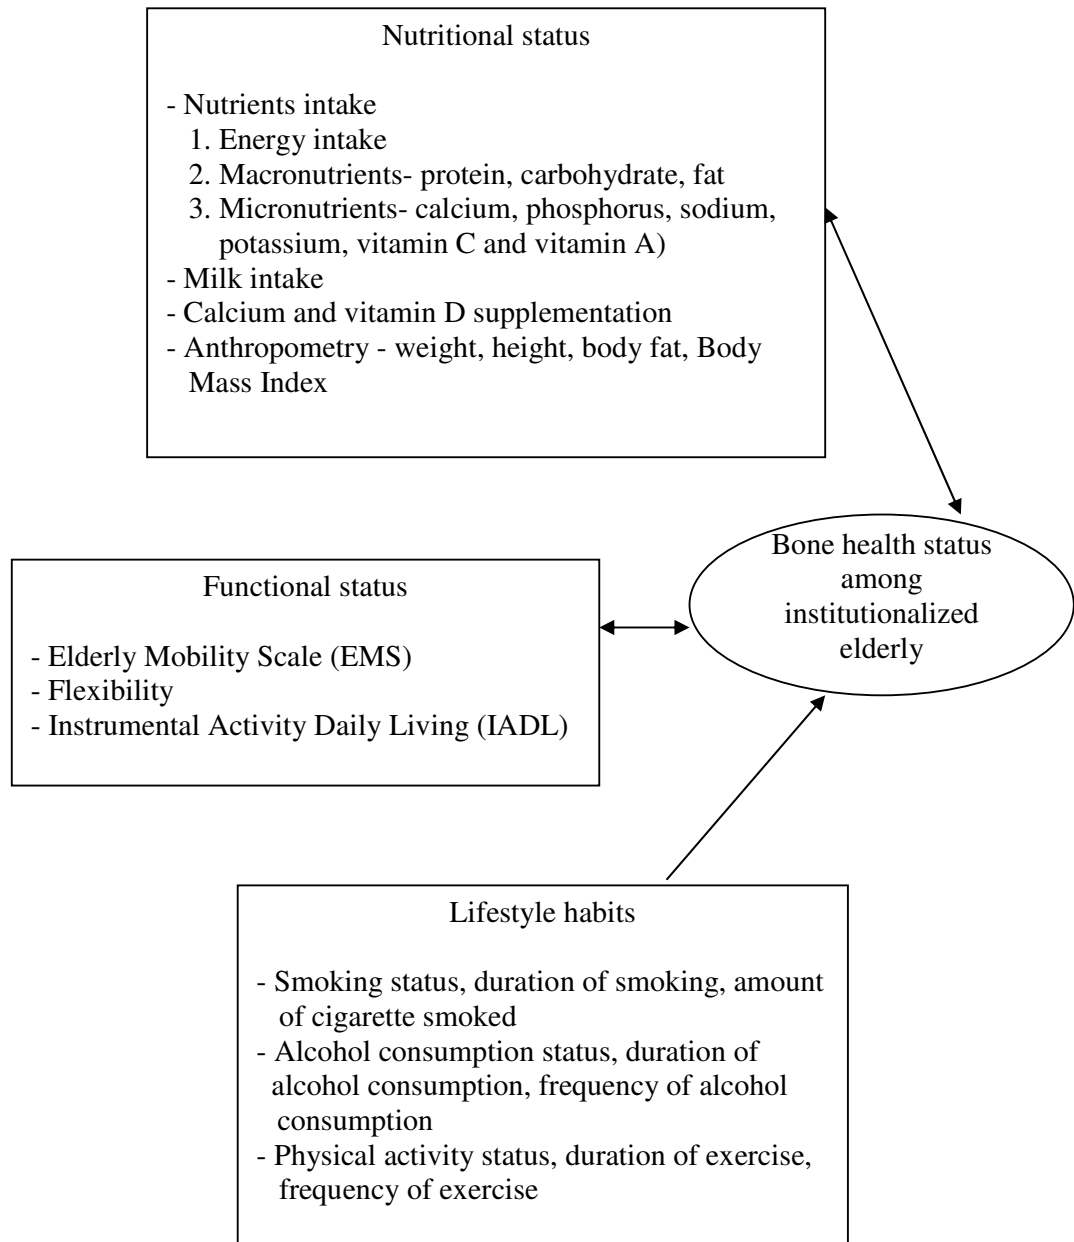 Nutritional status
- Nutrients intake
1. Energy intake
2. Macronutrients- protein, carbohydrate, fat
3. Micronutrients- calcium, phosphorus, sodium,
potassium, vitamin C and vitamin A)
- Milk intake
- Calcium and vitamin D supplementation
- Anthropometry - weight, height, body fat, Body
Mass Index
Bone health status
among
institutionalized
elderly
Functional status
- Elderly Mobility Scale (EMS)
- Flexibility
- Instrumental Activity Daily Living (IADL)
Lifestyle habits
- Smoking status, duration of smoking, amount
of cigarette smoked
- Alcohol consumption status, duration of
alcohol consumption, frequency of alcohol
consumption
- Physical activity status, duration of exercise,
frequency of exercise